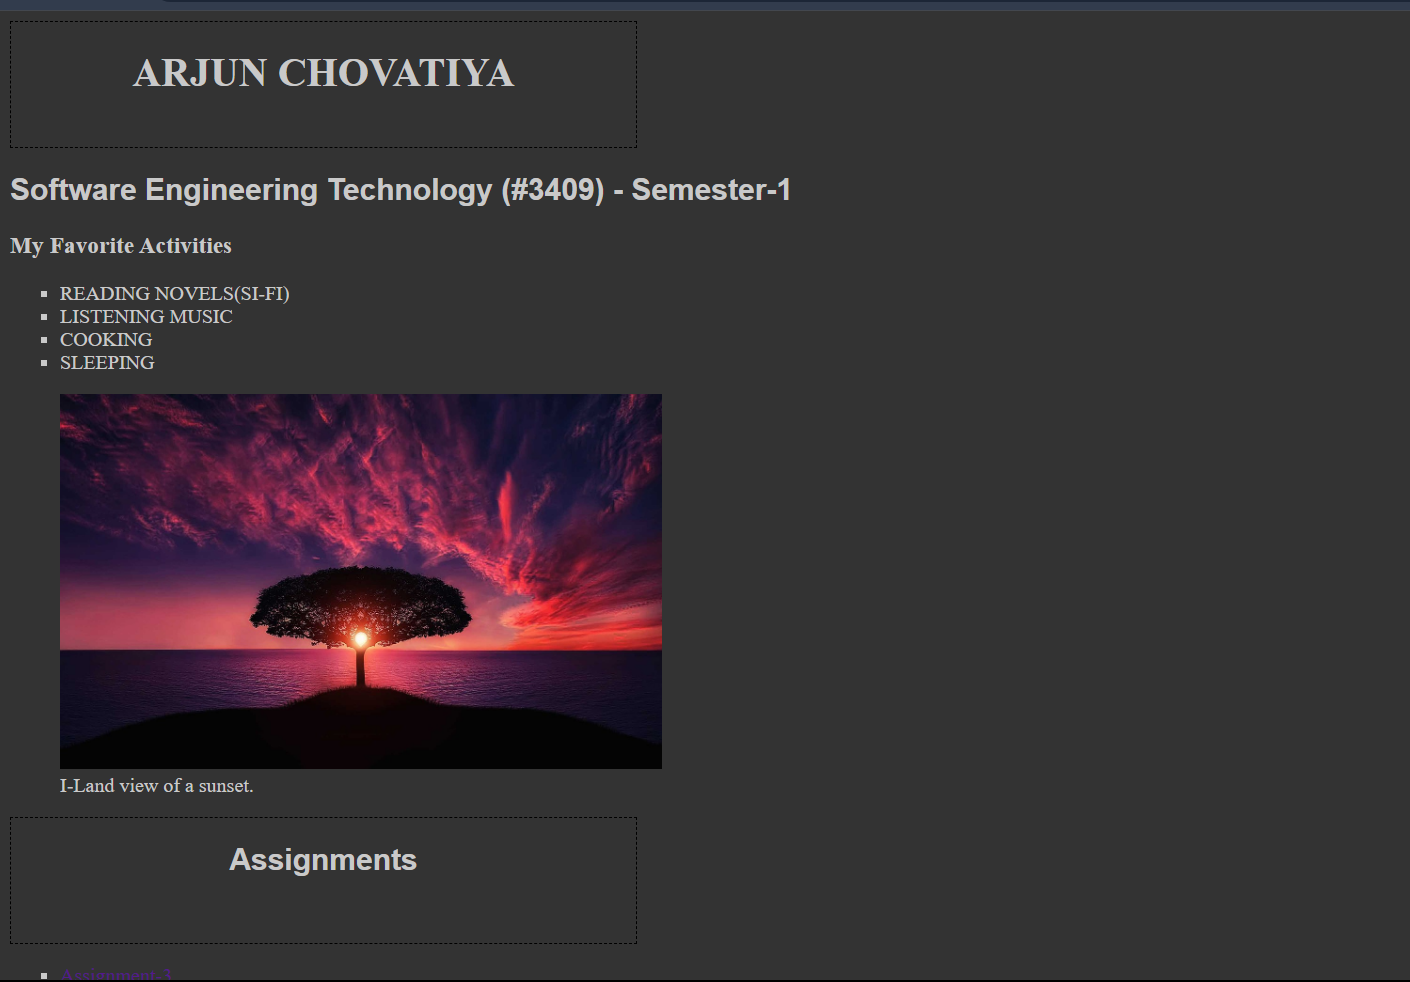 ARJUN CHOVATIYA
Software Engineering Technology (#3409) - Semester-1
My Favorite Activities
READING NOVELS(SI-FI)
LISTENING MUSIC
COOKING
SLEEPING
I-Land view of a sunset.
Assignments